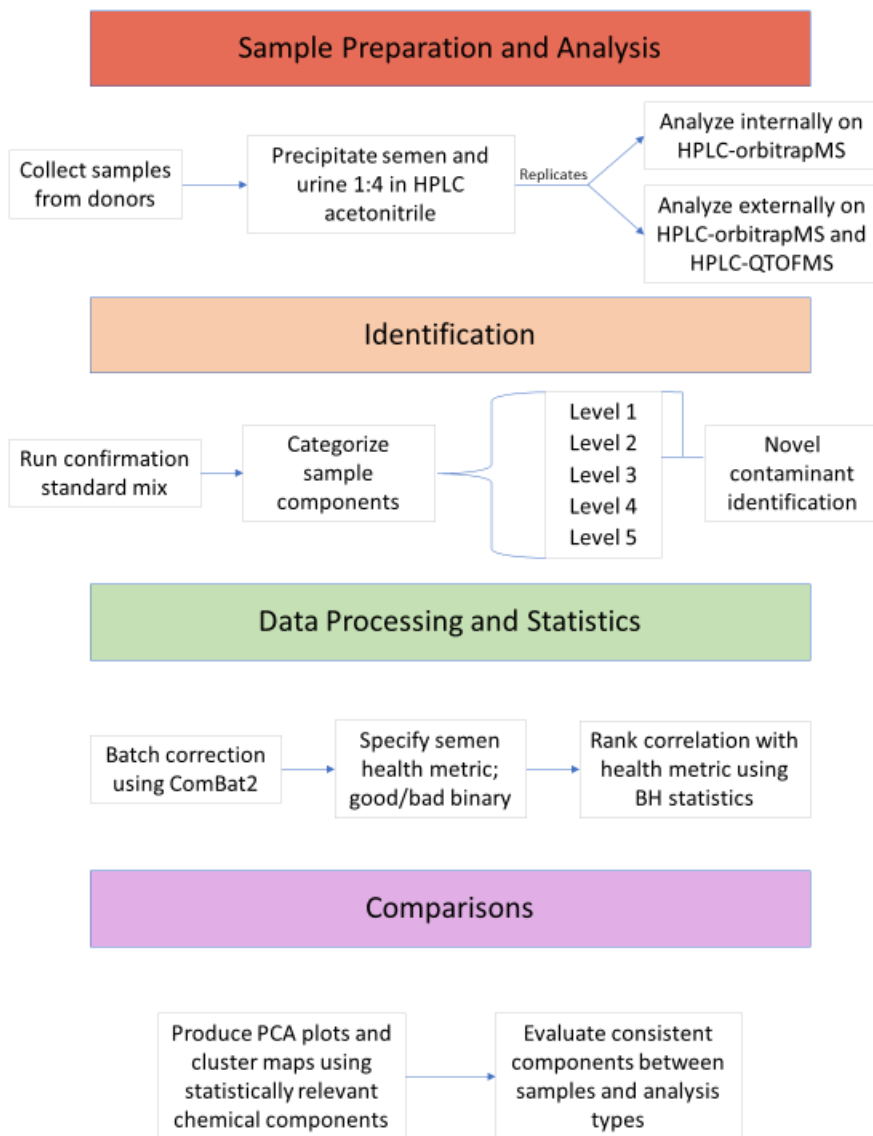 Sample Preparation and Analysis
Collect samples
from donors
Precipitate semen and
urine 1:4 in HPLC
acetonitrile
Replicates
Analyze internally on
HPLC-orbitrapMS
Analyze externally on
HPLC-orbitrapMS and
HPLC-QTOFMS
Identification
Run confirmation
standard mix
Categorize
sample
components
Level 1
Level 2
Level 3
Level 4
Level 5
Novel
contaminant
identification
Data Processing and Statistics
Batch correction
using ComBat2
Specify semen
health metric;
good/bad binary
Rank correlation with
health metric using
BH statistics
Comparisons
Produce PCA plots and
cluster maps using
statistically relevant
chemical components
Evaluate consistent
components between
samples and analysis
types